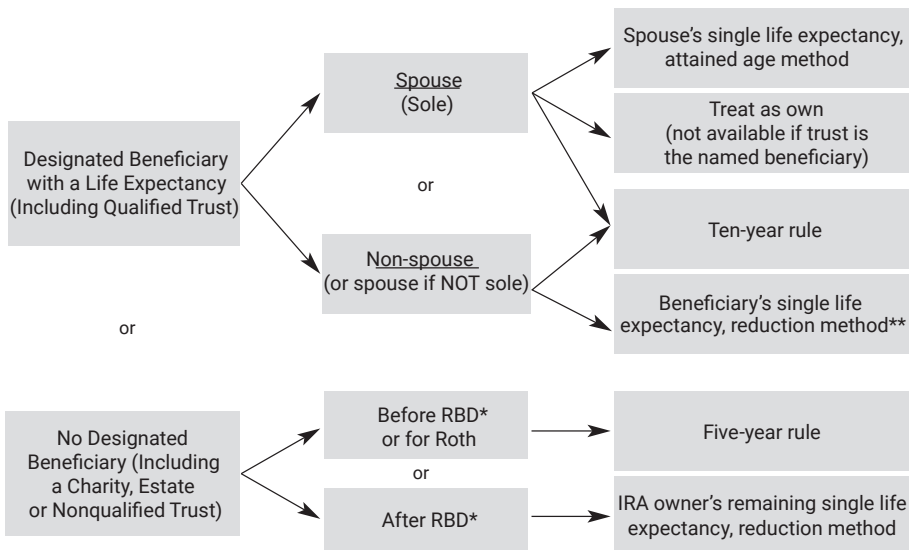 Designated Beneficiary
with a Life Expectancy
(Including Qualified Trust)
or
No Designated
Beneficiary (Including
a Charity, Estate
or Nonqualified Trust)
Spouse
(Sole)
or
Non-spouse
(or spouse if NOT sole)
Before RBD*
or for Roth
or
After RBD*
Spouse's single life expectancy,
attained age method
Treat as own
(not available if trust is
the named beneficiary)
Ten-year rule
Beneficiary's single life
expectancy, reduction method**
Five-year rule
IRA owner's remaining single life
expectancy, reduction method